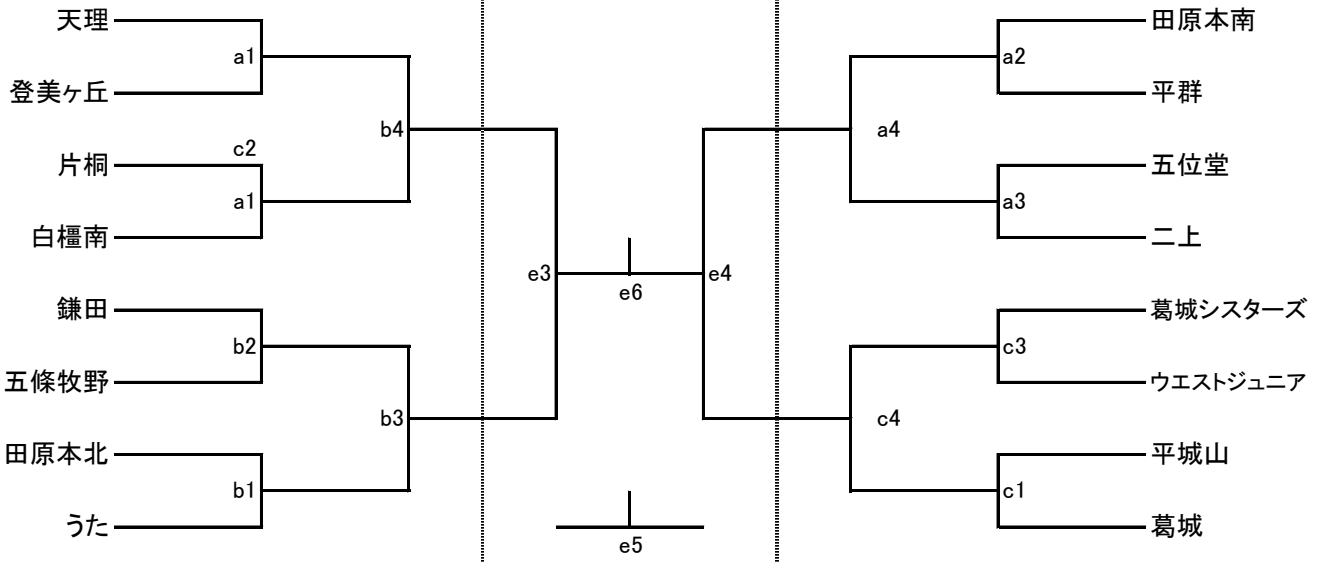 天理
a1
登美ヶ丘
b4
片桐
c2
a1
白橿南
e3
鎌田
b2
五條牧野
b3
田原本北
b1
うた
e6
e5
田原本南
a2
平群
a4
五位堂
a3
二上
e4
葛城シスターズ
c3
ウエストジュニア
c4
平城山
c1
葛城